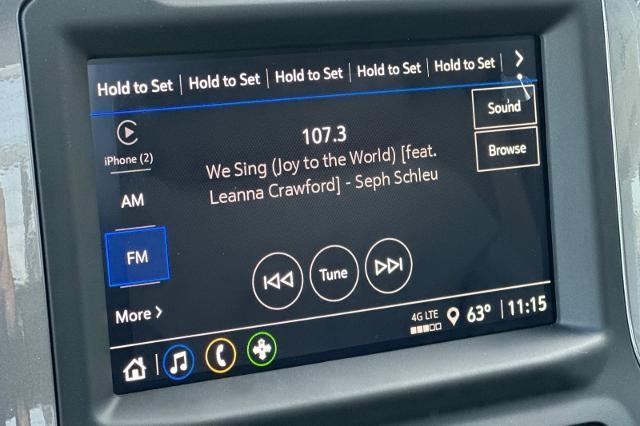 Hold to Set Hold to Set Hold to Set Hold to Set Hold to Set
Sound
iPhone (2)
107.3
We Sing (Joy to the World) [feat.
Leanna Crawford] - Seph Schleu
Browse
AM
FM
Tune
More
4G LTE
63° 11:15